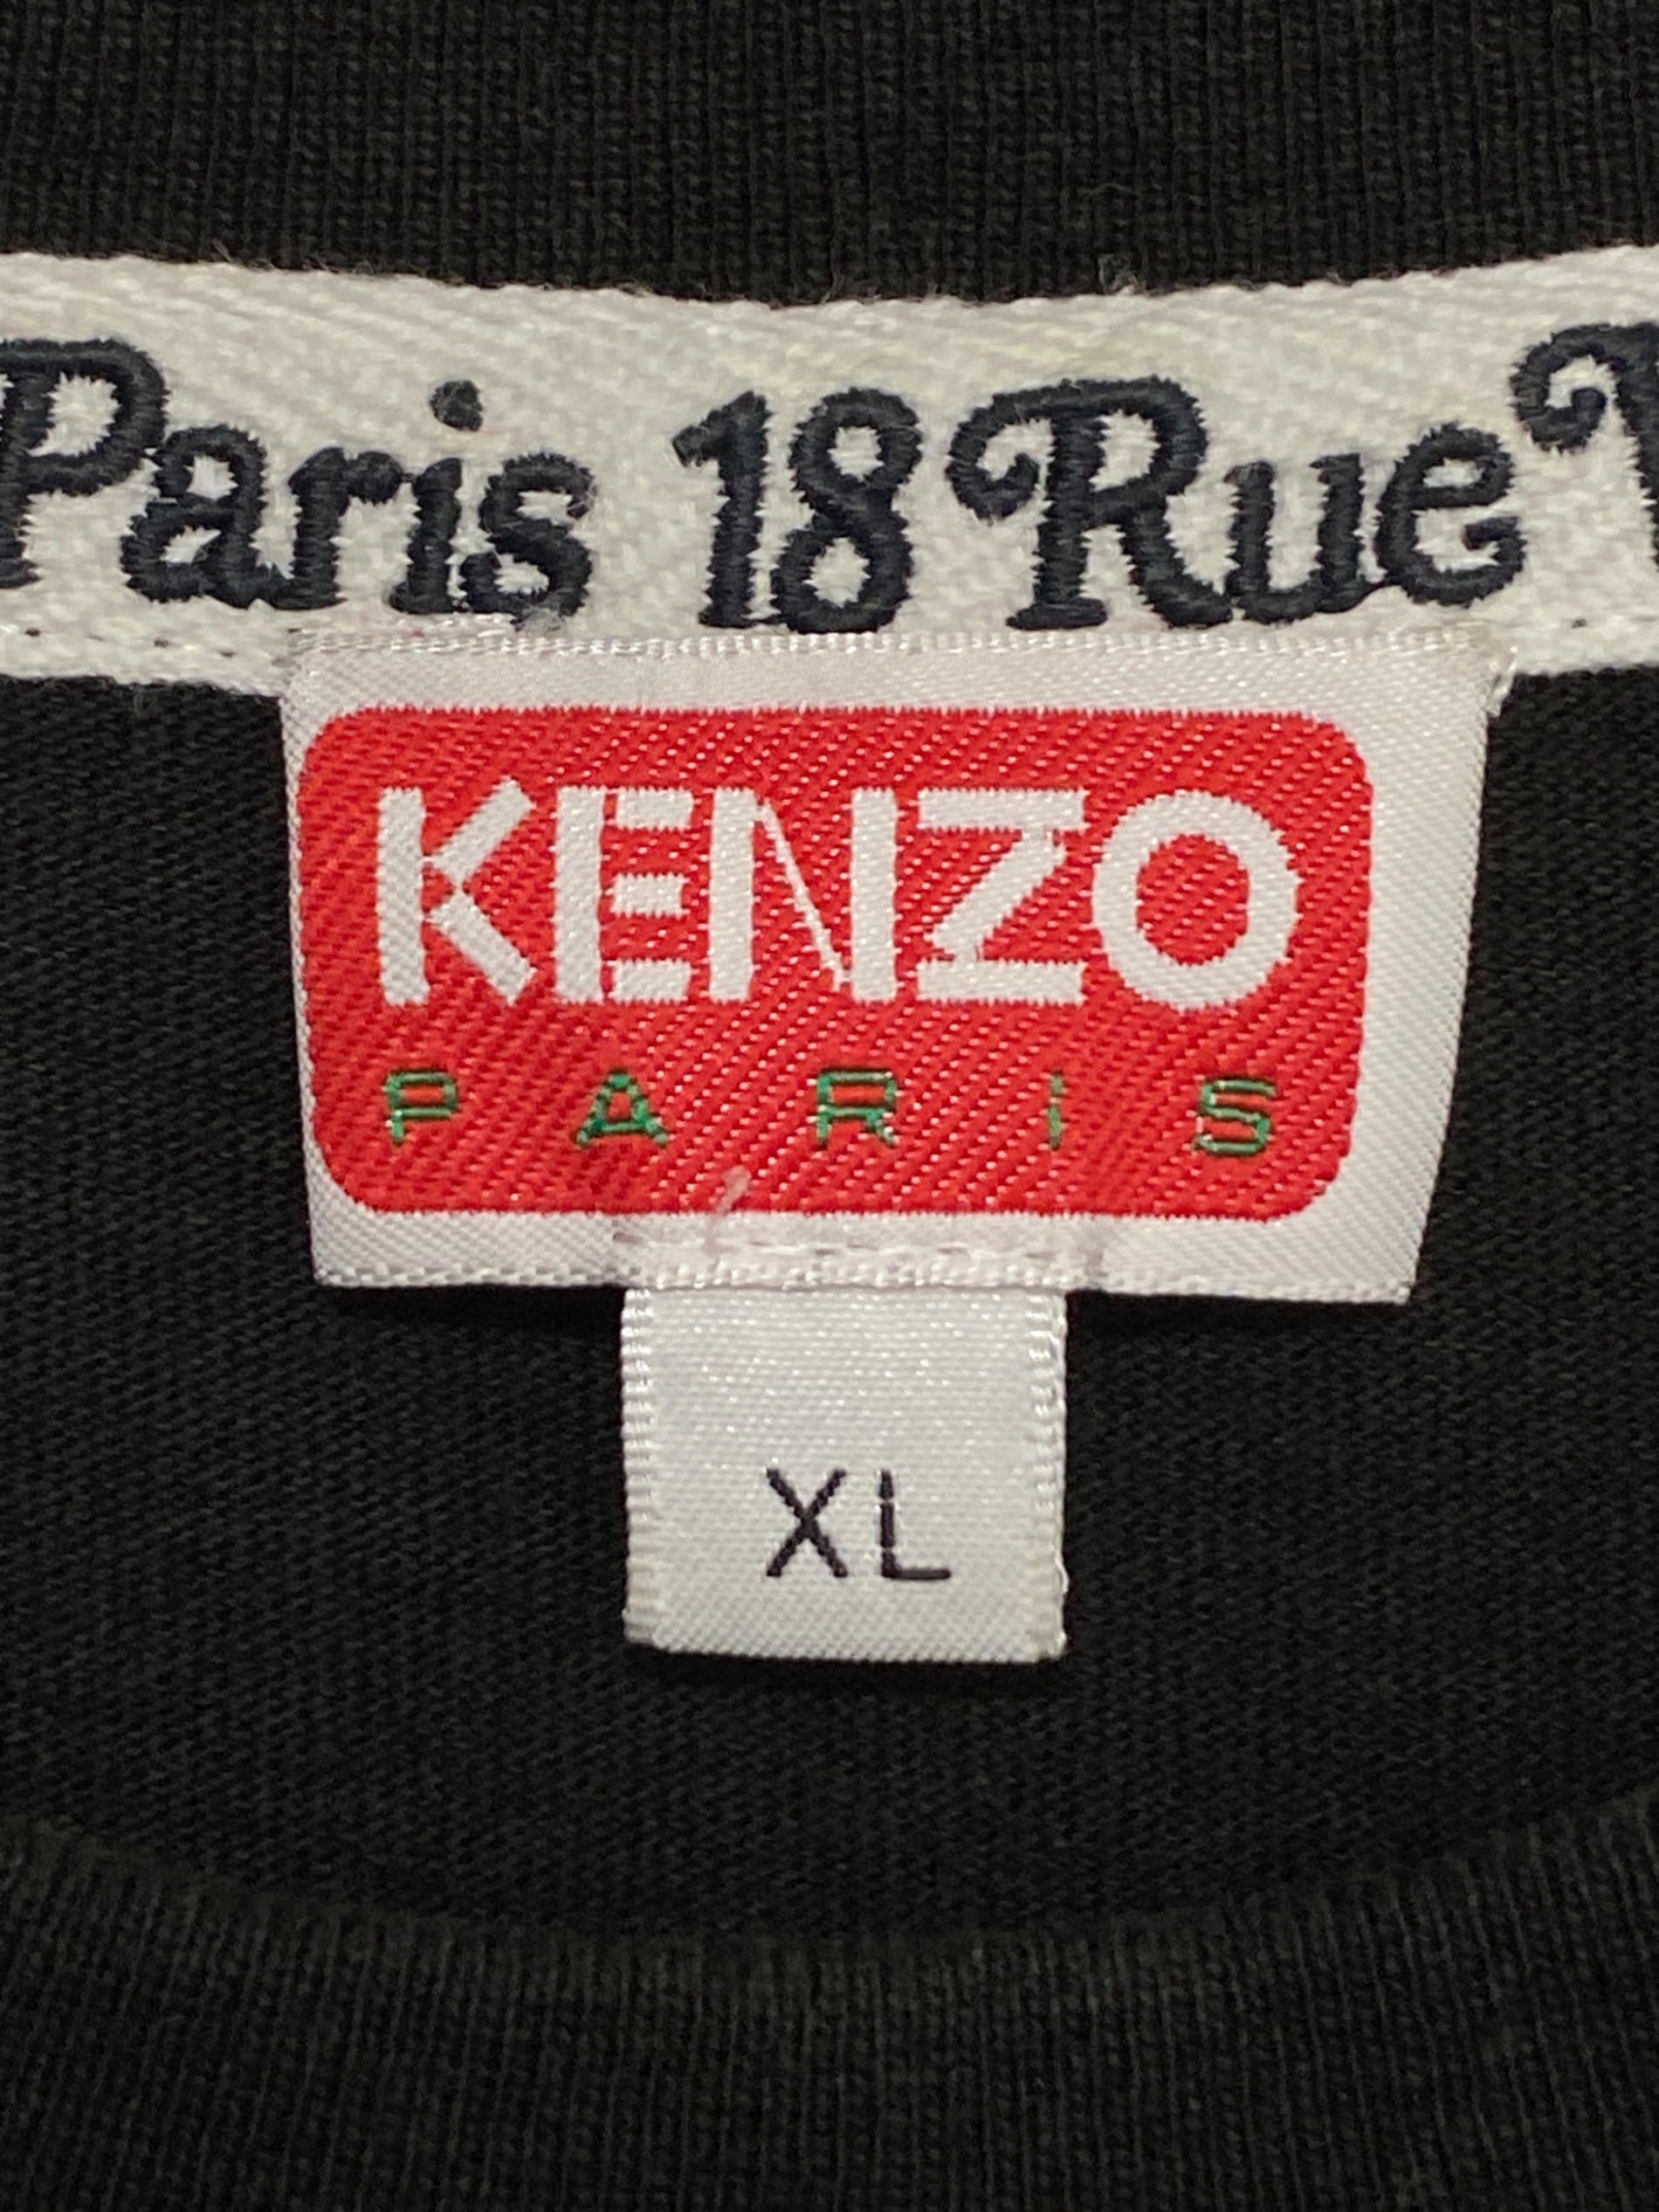 Paris 18 Rue V
KENZO
PARIS
XL